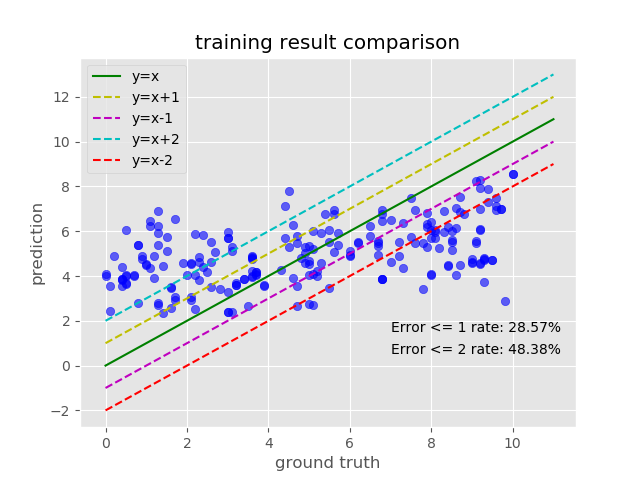 training result comparison
y=x
y=x+1
y=x-1
y=x+2
y=x-2
12
10
8
6
4
2
0
−2
prediction
Error <= 1 rate: 28.57%
Error <= 2 rate: 48.38%
0 2 4 6 8 10
ground truth